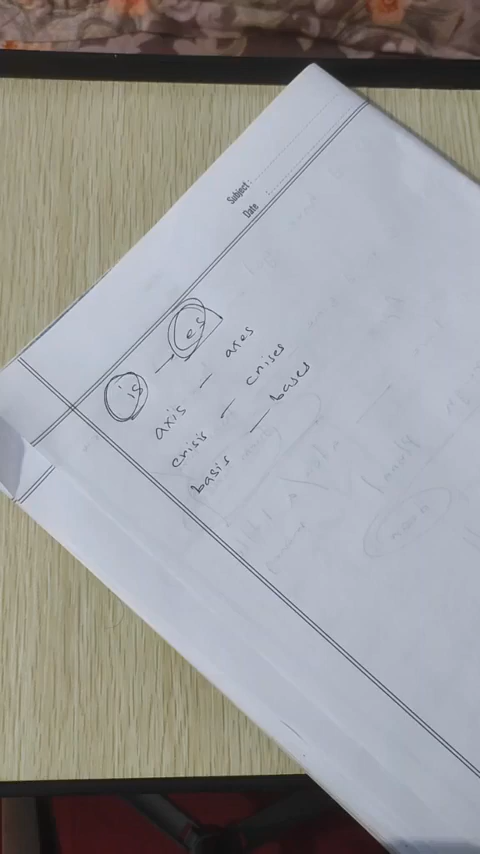 Subject :
Date :
is - es
axis - axes
crisis - crises
basis - bases